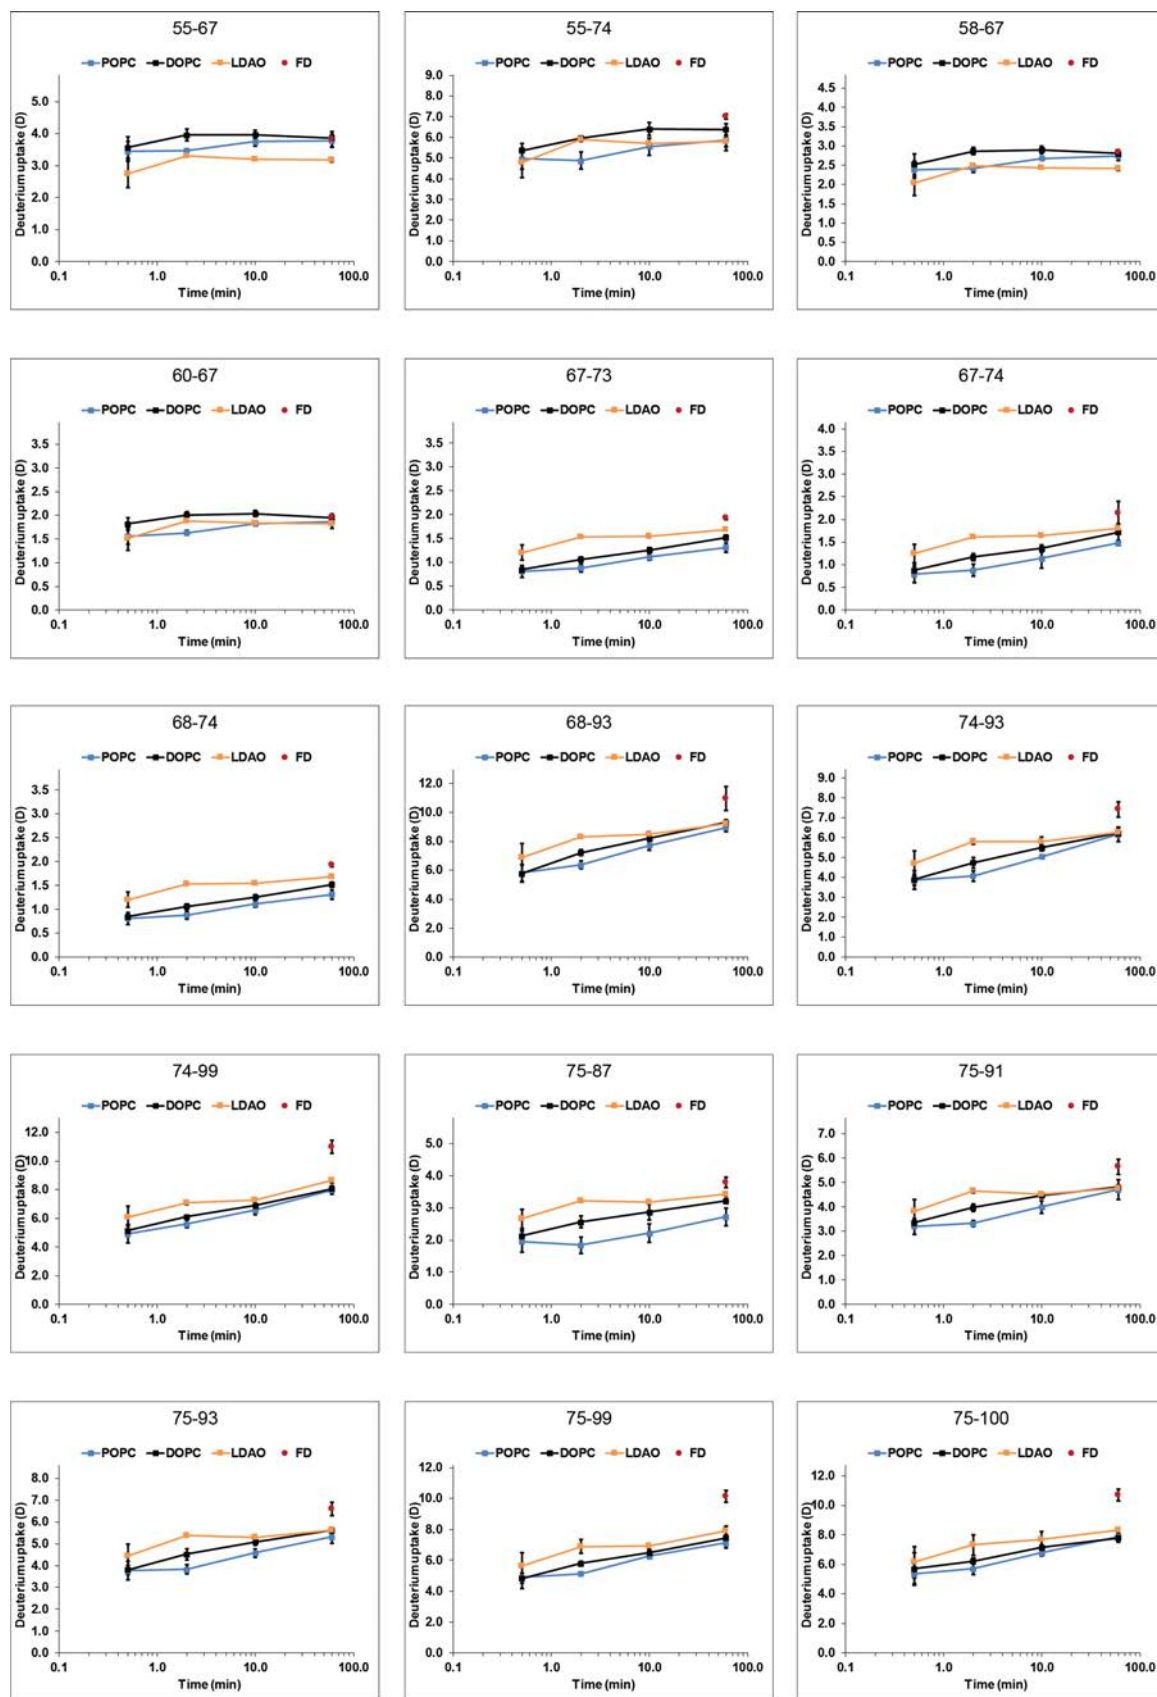 55-67
POPC DOPC LDAO FD
Deuterium uptake (D)
5.0
4.0
3.0
2.0
1.0
0.0
0.1 1.0 10.0 100.0
Time (min)
55-74
POPC DOPC LDAO FD
Deuterium uptake (D)
9.0
8.0
7.0
6.0
5.0
4.0
3.0
2.0
1.0
0.0
0.1 1.0 10.0 100.0
Time (min)
58-67
POPC DOPC LDAO FD
Deuterium uptake (D)
4.5
4.0
3.5
3.0
2.5
2.0
1.5
1.0
0.5
0.0
0.1 1.0 10.0 100.0
Time (min)
60-67
POPC DOPC LDAO FD
Deuterium uptake (D)
3.5
3.0
2.5
2.0
1.5
1.0
0.5
0.0
0.1 1.0 10.0 100.0
Time (min)
67-73
POPC DOPC LDAO FD
Deuterium uptake (D)
3.5
3.0
2.5
2.0
1.5
1.0
0.5
0.0
0.1 1.0 10.0 100.0
Time (min)
67-74
POPC DOPC LDAO FD
Deuterium uptake (D)
4.0
3.5
3.0
2.5
2.0
1.5
1.0
0.5
0.0
0.1 1.0 10.0 100.0
Time (min)
68-74
POPC DOPC LDAO FD
Deuterium uptake (D)
3.5
3.0
2.5
2.0
1.5
1.0
0.5
0.0
0.1 1.0 10.0 100.0
Time (min)
68-93
POPC DOPC LDAO FD
Deuterium uptake (D)
12.0
10.0
8.0
6.0
4.0
2.0
0.0
0.1 1.0 10.0 100.0
Time (min)
74-93
POPC DOPC LDAO FD
Deuterium uptake (D)
9.0
8.0
7.0
6.0
5.0
4.0
3.0
2.0
1.0
0.0
0.1 1.0 10.0 100.0
Time (min)
74-99
POPC DOPC LDAO FD
Deuterium uptake (D)
12.0
10.0
8.0
6.0
4.0
2.0
0.0
0.1 1.0 10.0 100.0
Time (min)
75-87
POPC DOPC LDAO FD
Deuterium uptake (D)
5.0
4.0
3.0
2.0
1.0
0.0
0.1 1.0 10.0 100.0
Time (min)
75-91
POPC DOPC LDAO FD
Deuterium uptake (D)
7.0
6.0
5.0
4.0
3.0
2.0
1.0
0.0
0.1 1.0 10.0 100.0
Time (min)
75-93
POPC DOPC LDAO FD
Deuterium uptake (D)
8.0
7.0
6.0
5.0
4.0
3.0
2.0
1.0
0.0
0.1 1.0 10.0 100.0
Time (min)
75-99
POPC DOPC LDAO FD
Deuterium uptake (D)
12.0
10.0
8.0
6.0
4.0
2.0
0.0
0.1 1.0 10.0 100.0
Time (min)
75-100
POPC DOPC LDAO FD
Deuterium uptake (D)
12.0
10.0
8.0
6.0
4.0
2.0
0.0
0.1 1.0 10.0 100.0
Time (min)